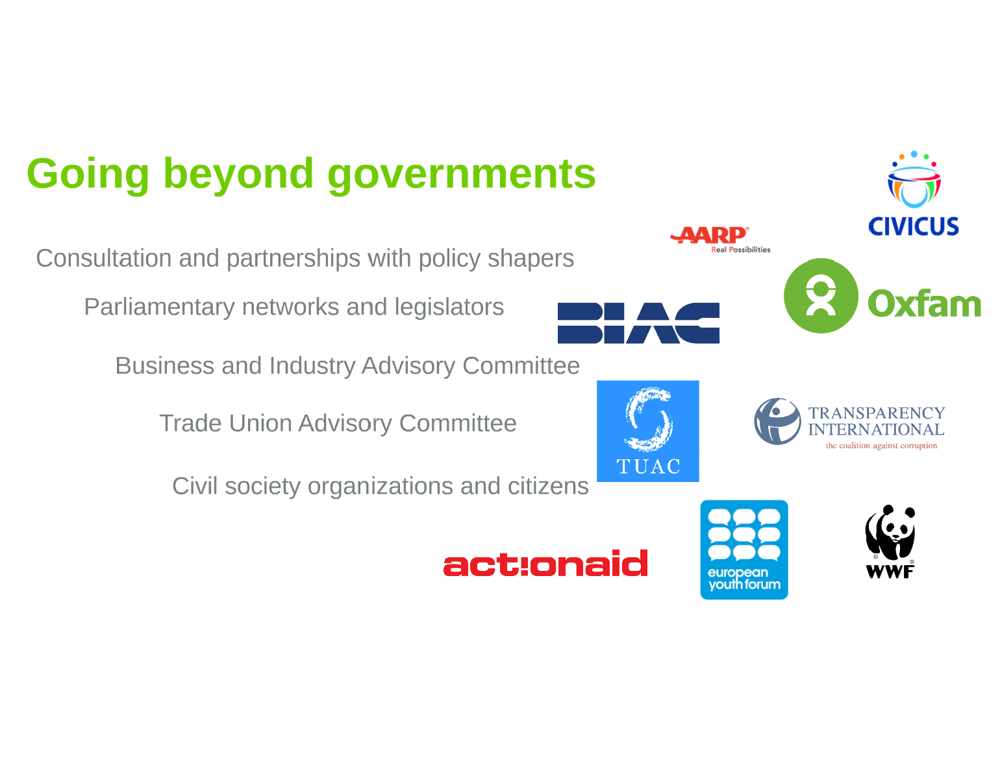 Going beyond governments
CIVICUS
AARP®
Real Possibilities
Consultation and partnerships with policy shapers
Oxfam
Parliamentary networks and legislators
BIAC
Business and Industry Advisory Committee
TRANSPARENCY
INTERNATIONAL
the coalition against corruption
Trade Union Advisory Committee
TUAC
Civil society organizations and citizens
act!onaid
european
youth forum
©
®
WWF